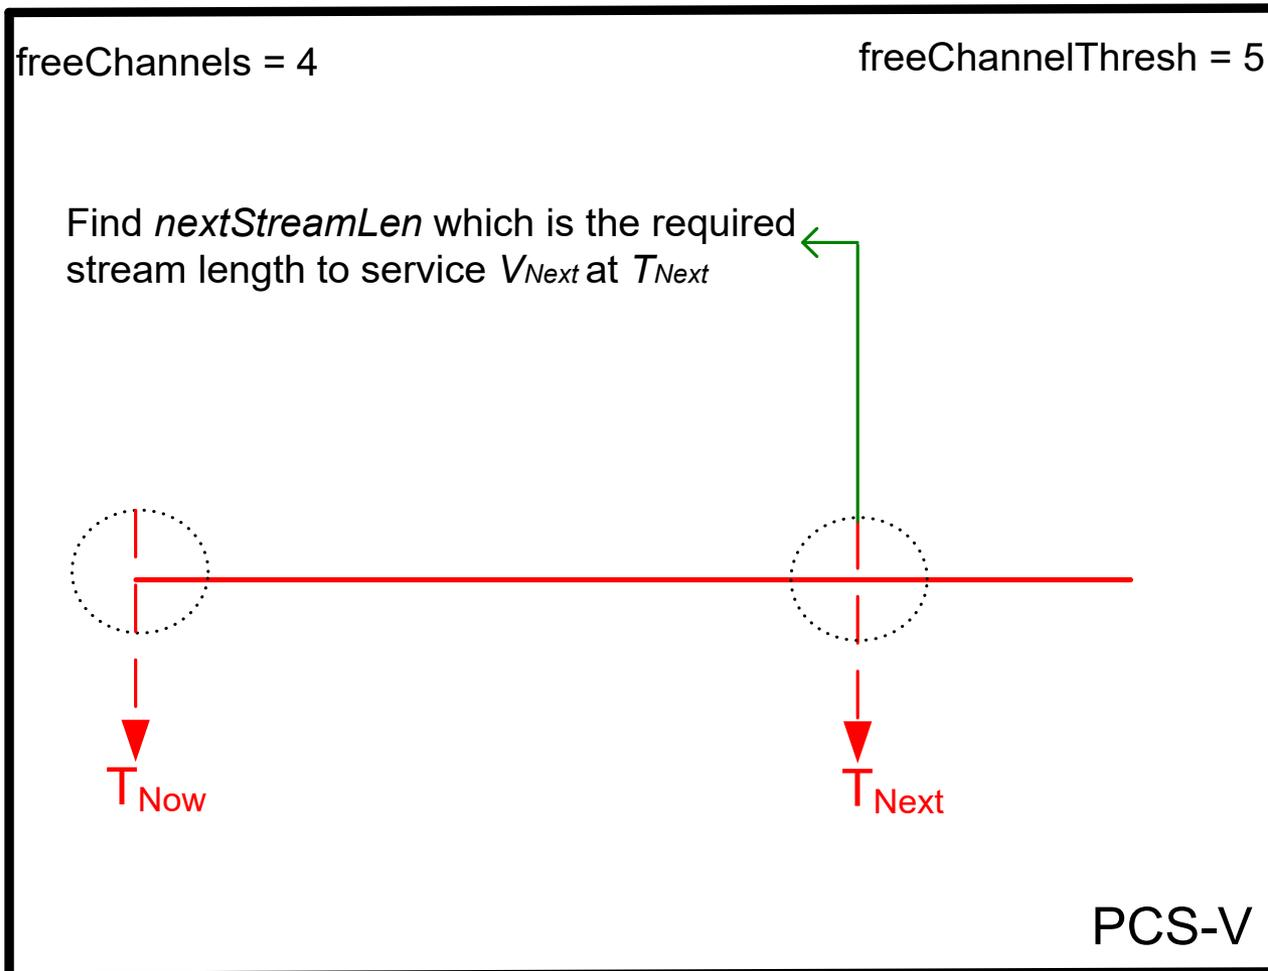 freeChannels = 4
freeChannelThresh = 5
Find nextStreamLen which is the required
stream length to service VNext at TNext
TNow
TNext
PCS-V